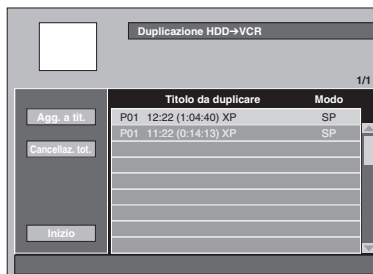 Duplicazione HDD→VCR
1/1
Titolo da duplicare Modo
Agg. a tit.
P01 12:22 (1:04:40) XP SP
P01 11:22 (0:14:13) XP SP
Cancellaz. tot.
Inizio